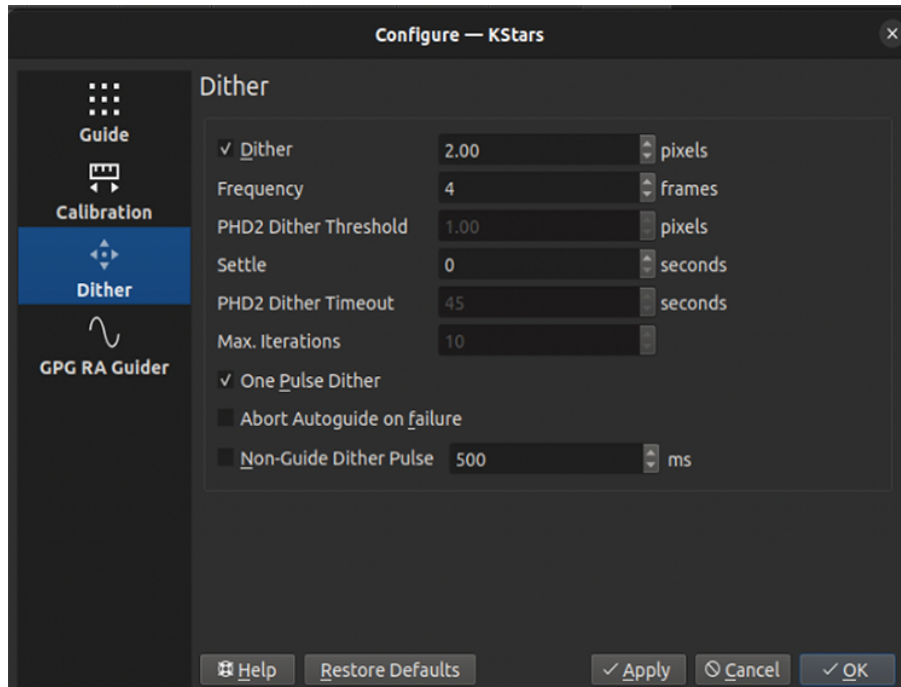 Configure — KStars
Guide
Calibration
Dither
GPG RA Guider
Dither
Dither 2.00 pixels
Frequency 4 frames
PHD2 Dither Threshold 1.00 pixels
Settle 0 seconds
PHD2 Dither Timeout 45 seconds
Max. Iterations 10
One Pulse Dither
Abort Autoguide on failure
Non-Guide Dither Pulse 500 ms
Help Restore Defaults Apply Cancel OK